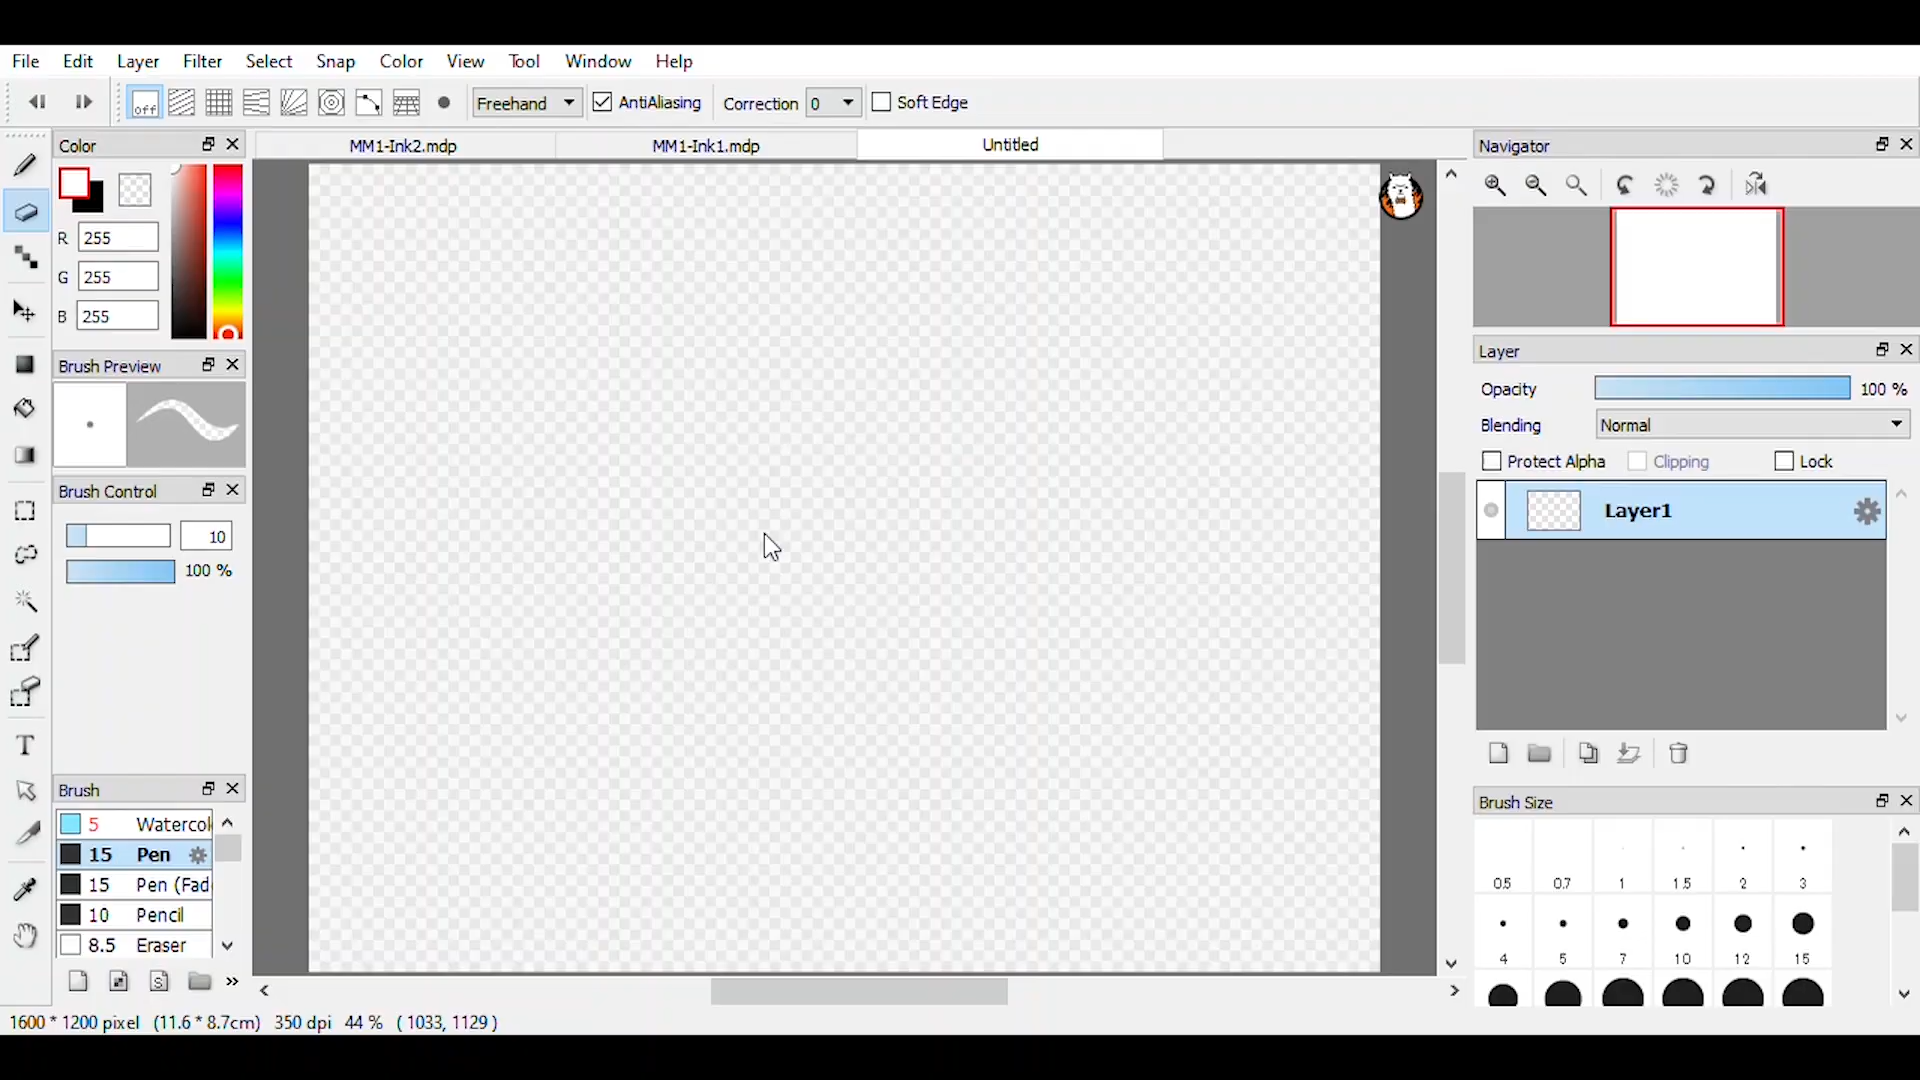 File Edit Layer Filter Select Snap Color View Tool Window Help
off Freehand AntiAliasing Correction 0 Soft Edge
Color
R 255
G 255
B 255
Brush Preview
Brush Control
10
100 %
Brush
5 Watercol
15 Pen
15 Pen (Fad
10 Pencil
8.5 Eraser
MM1-Ink2.mdp MM1-Ink1.mdp Untitled
Navigator
Layer
Opacity 100 %
Blending Normal
Protect Alpha Clipping Lock
Layer1
Brush Size
0.5 0.7 1 1.5 2 3
4 5 7 10 12 15
T
S
1600 * 1200 pixel (11.6 * 8.7cm) 350 dpi 44 % ( 1033, 1129 )